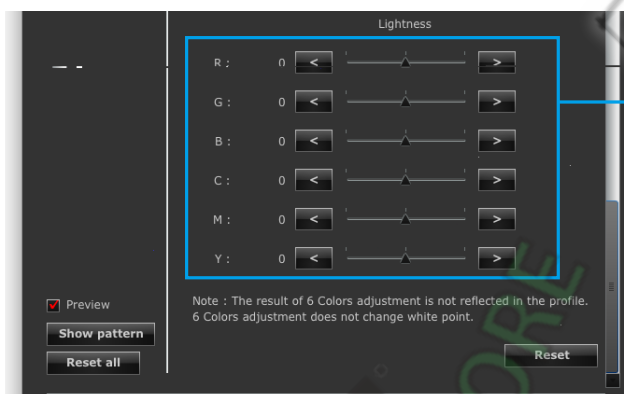 Lightness
R : 0 < >
G : 0 < >
B : 0 < >
C : 0 < >
M : 0 < >
Y : 0 < >
Note : The result of 6 Colors adjustment is not reflected in the profile.
6 Colors adjustment does not change white point.
Preview
Show pattern
Reset all
Reset
ORE